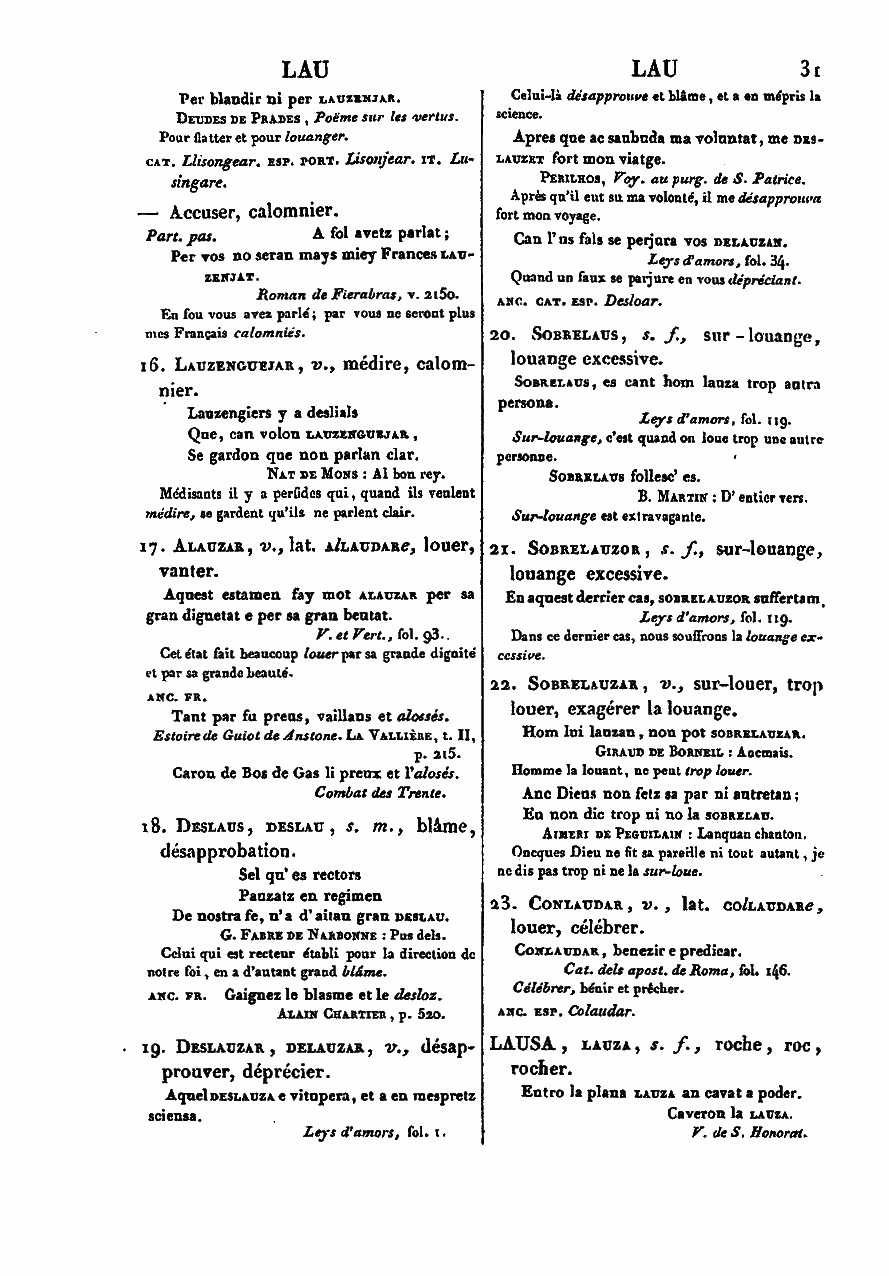 LAU
LAU 31
Per blandir ni per LAUZENJAR.
DEUDES DE PRADES, Poëme sur les vertus.
Pour flatter et pour louanger.
CAT. Llisongear. ESP. PORT. Lisonjear. IT. Lu-
singare.
— Accuser, calomnier.
Part. pas. A fol avetz parlat;
Per vos no seran mays miey Frances LAU-
ZENJAT.
Roman de Fierabras, v. 2150.
En fou vous avez parlé; par vous ne seront plus
mes Français calomniés.
16. LAUZENGUEJAR, v., médire, calom-
nier.
Lauzengiers y a deslials
Que, can volon LAUZENGUEJAR,
Se gardon que non parlan clar.
NAT DE MONS : Al bon rey.
Médisants il y a perfides qui, quand ils veulent
médire, se gardent qu'ils ne parlent clair.
17. ALAUZAR, v., lat. AlLAUDARe, louer,
vanter.
Aquest estamen fay mot ALAUZAR per sa
gran dignetat e per sa gran beutat.
V. et Vert., fol. 93.
Cet état fait beaucoup louer par sa grande dignité
et par sa grande beauté.
ANC. FR.
Tant par fu preus, vaillans et alossés.
Estoire de Guiot de Anstone. LA VALLIÈRE, t. II,
p. 215.
Caron de Bos de Gas li preux et l'alosés.
Combat des Trente.
18. DESLAUS, DESLAU, s. m., blâme,
désapprobation.
Sel qu'es rectors
Pauzatz en regimen
De nostra fe, n'a d'aitan gran DESLAU.
G. FABRE DE NARBONNE : Pus dels.
Celui qui est recteur établi pour la direction de
notre foi, en a d'autant grand blâme.
ANC. FR. Gaignez le blasme et le desloz.
ALAIN CHARTIER, p. 520.
19. DESLAUZAR, DELAUZAR, v., désap-
prouver, déprécier.
Aquel DESLAUZA e vitupera, et a en mespretz
sciensa.
Leys d'amors, fol. 1.
Celui-là désapprouve et blâme, et a en mépris la
science.
Apres que ac saubuda ma voluntat, me DES-
LAUZET fort mon viatge.
PERILHOS, Voy. au purg. de S. Patrice.
Après qu'il eut su ma volonté, il me désapprouva
fort mon voyage.
Can l'us fals se perjura vos DELAUZAN.
Leys d'amors, fol. 34.
Quand un faux se parjure en vous dépréciant.
ANC. CAT. ESP. Desloar.
20. SOBRELAUS, s. f., sur-louange,
louange excessive.
SOBRELAUS, es cant hom lauza trop autra
persona.
Leys d'amors, fol. 119.
Sur-louange, c'est quand on loue trop une autre
personne.
SOBRELAUS follesc' es.
B. MARTIN : D'entier vers.
Sur-louange est extravagante.
21. SOBRELAUZOR, s. f., sur-louange,
louange excessive.
En aquest derrier cas, SOBRELAUZOR suffertam.
Leys d'amors, fol. 119.
Dans ce dernier cas, nous souffrons la louange ex-
cessive.
22. SOBRELAUZAR, v., sur-louer, trop
louer, exagérer la louange.
Hom lui lauzan, non pot SOBRELAUZAR.
GIRAUD DE BORNEIL : Aocmais.
Homme la louant, ne peut trop louer.
Anc Dieus non fetz sa par ni autretan;
Eu non dic trop ni no la SOBRELAU.
AIMERI DE PEGUILAIN : Lanquan chanton.
Oncques Dieu ne fit sa pareille ni tout autant, je
ne dis pas trop ni ne la sur-loue.
23. CONLAUDAR, v., lat. colLAUDARe,
louer, célébrer.
CONLAUDAR, benezir e predicar.
Cat. dels apost. de Roma, fol. 146.
Célébrer, bénir et prêcher.
ANC. ESP. Colaudar.
LAUSA, LAUZA, s. f., roche, roc,
rocher.
Entro la plana LAUZA an cavat a poder.
Caveron la LAUZA.
V. de S. Honorat.